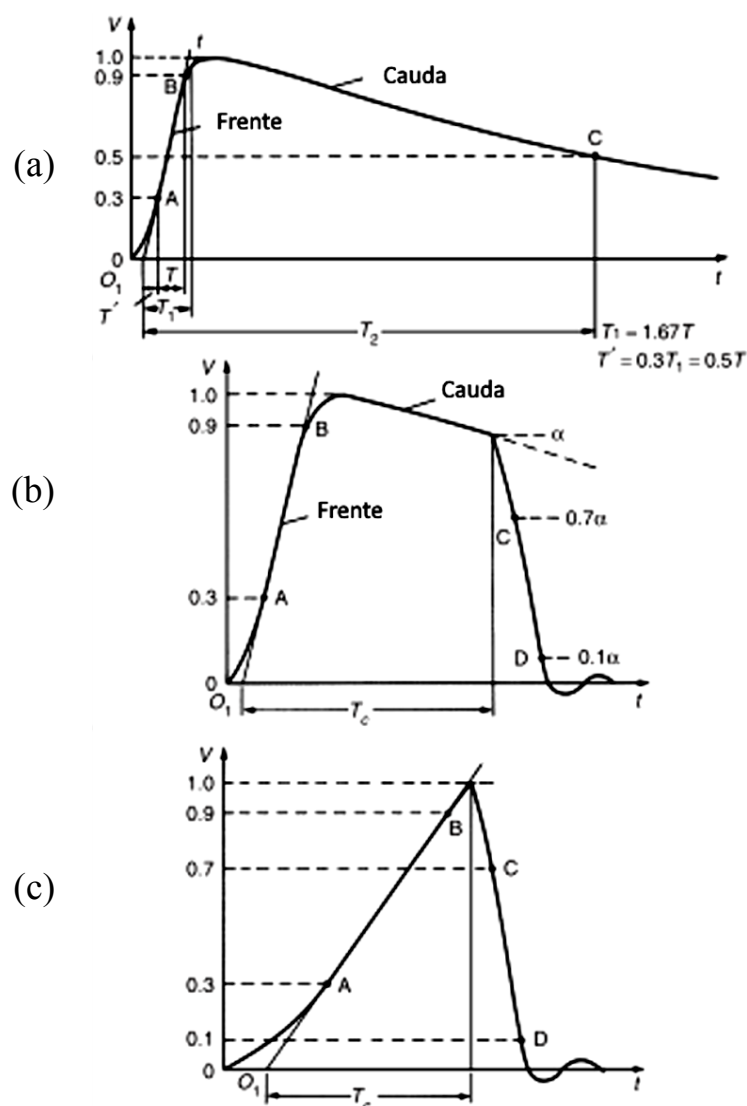 (a)
V
1.0
0.9
0.5
0.3
0
f
B
A
C
Cauda
Frente
O1
T
T'
T1
T2
t
T1 = 1.67T
T' = 0.3T1 = 0.5T
(b)
V
1.0
0.9
0.3
0
B
A
Cauda
Frente
α
0.7α
C
D
0.1α
O1
Tc
t
(c)
V
1.0
0.9
0.7
0.3
0.1
0
B
C
A
D
O1
Tc
t